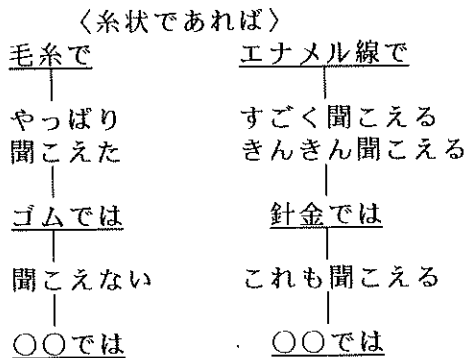 〈糸状であれば〉
毛糸で
やっぱり
聞こえた
ゴムでは
聞こえない
○○では
エナメル線で
すごく聞こえる
きんきん聞こえる
針金では
これも聞こえる
○○では